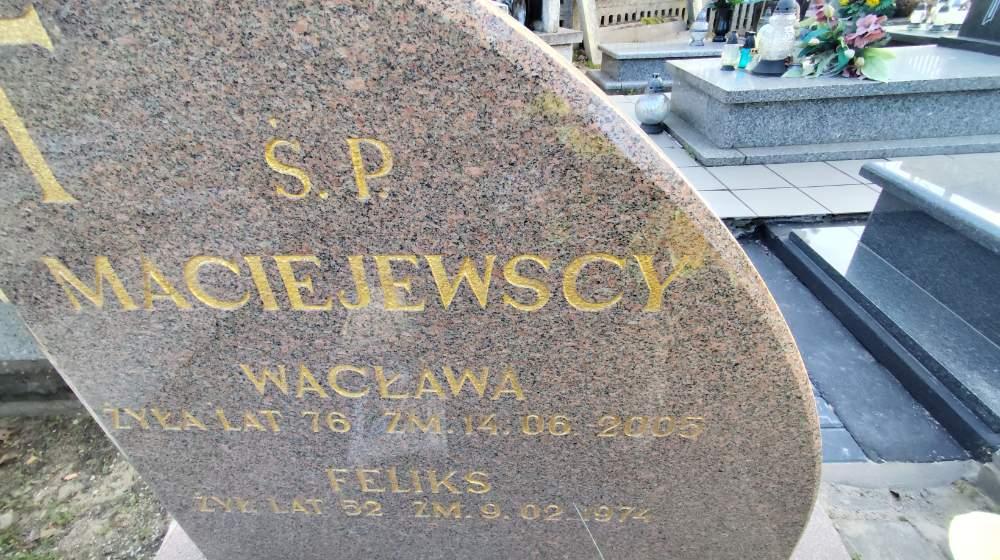 Ś. P.
MACIEJEWSCY
WACŁAWA
ŻYŁA LAT 76 ZM. 14. 06 2005
FELIKS
ŻYŁ LAT 52 ZM. 9. 02. 1974